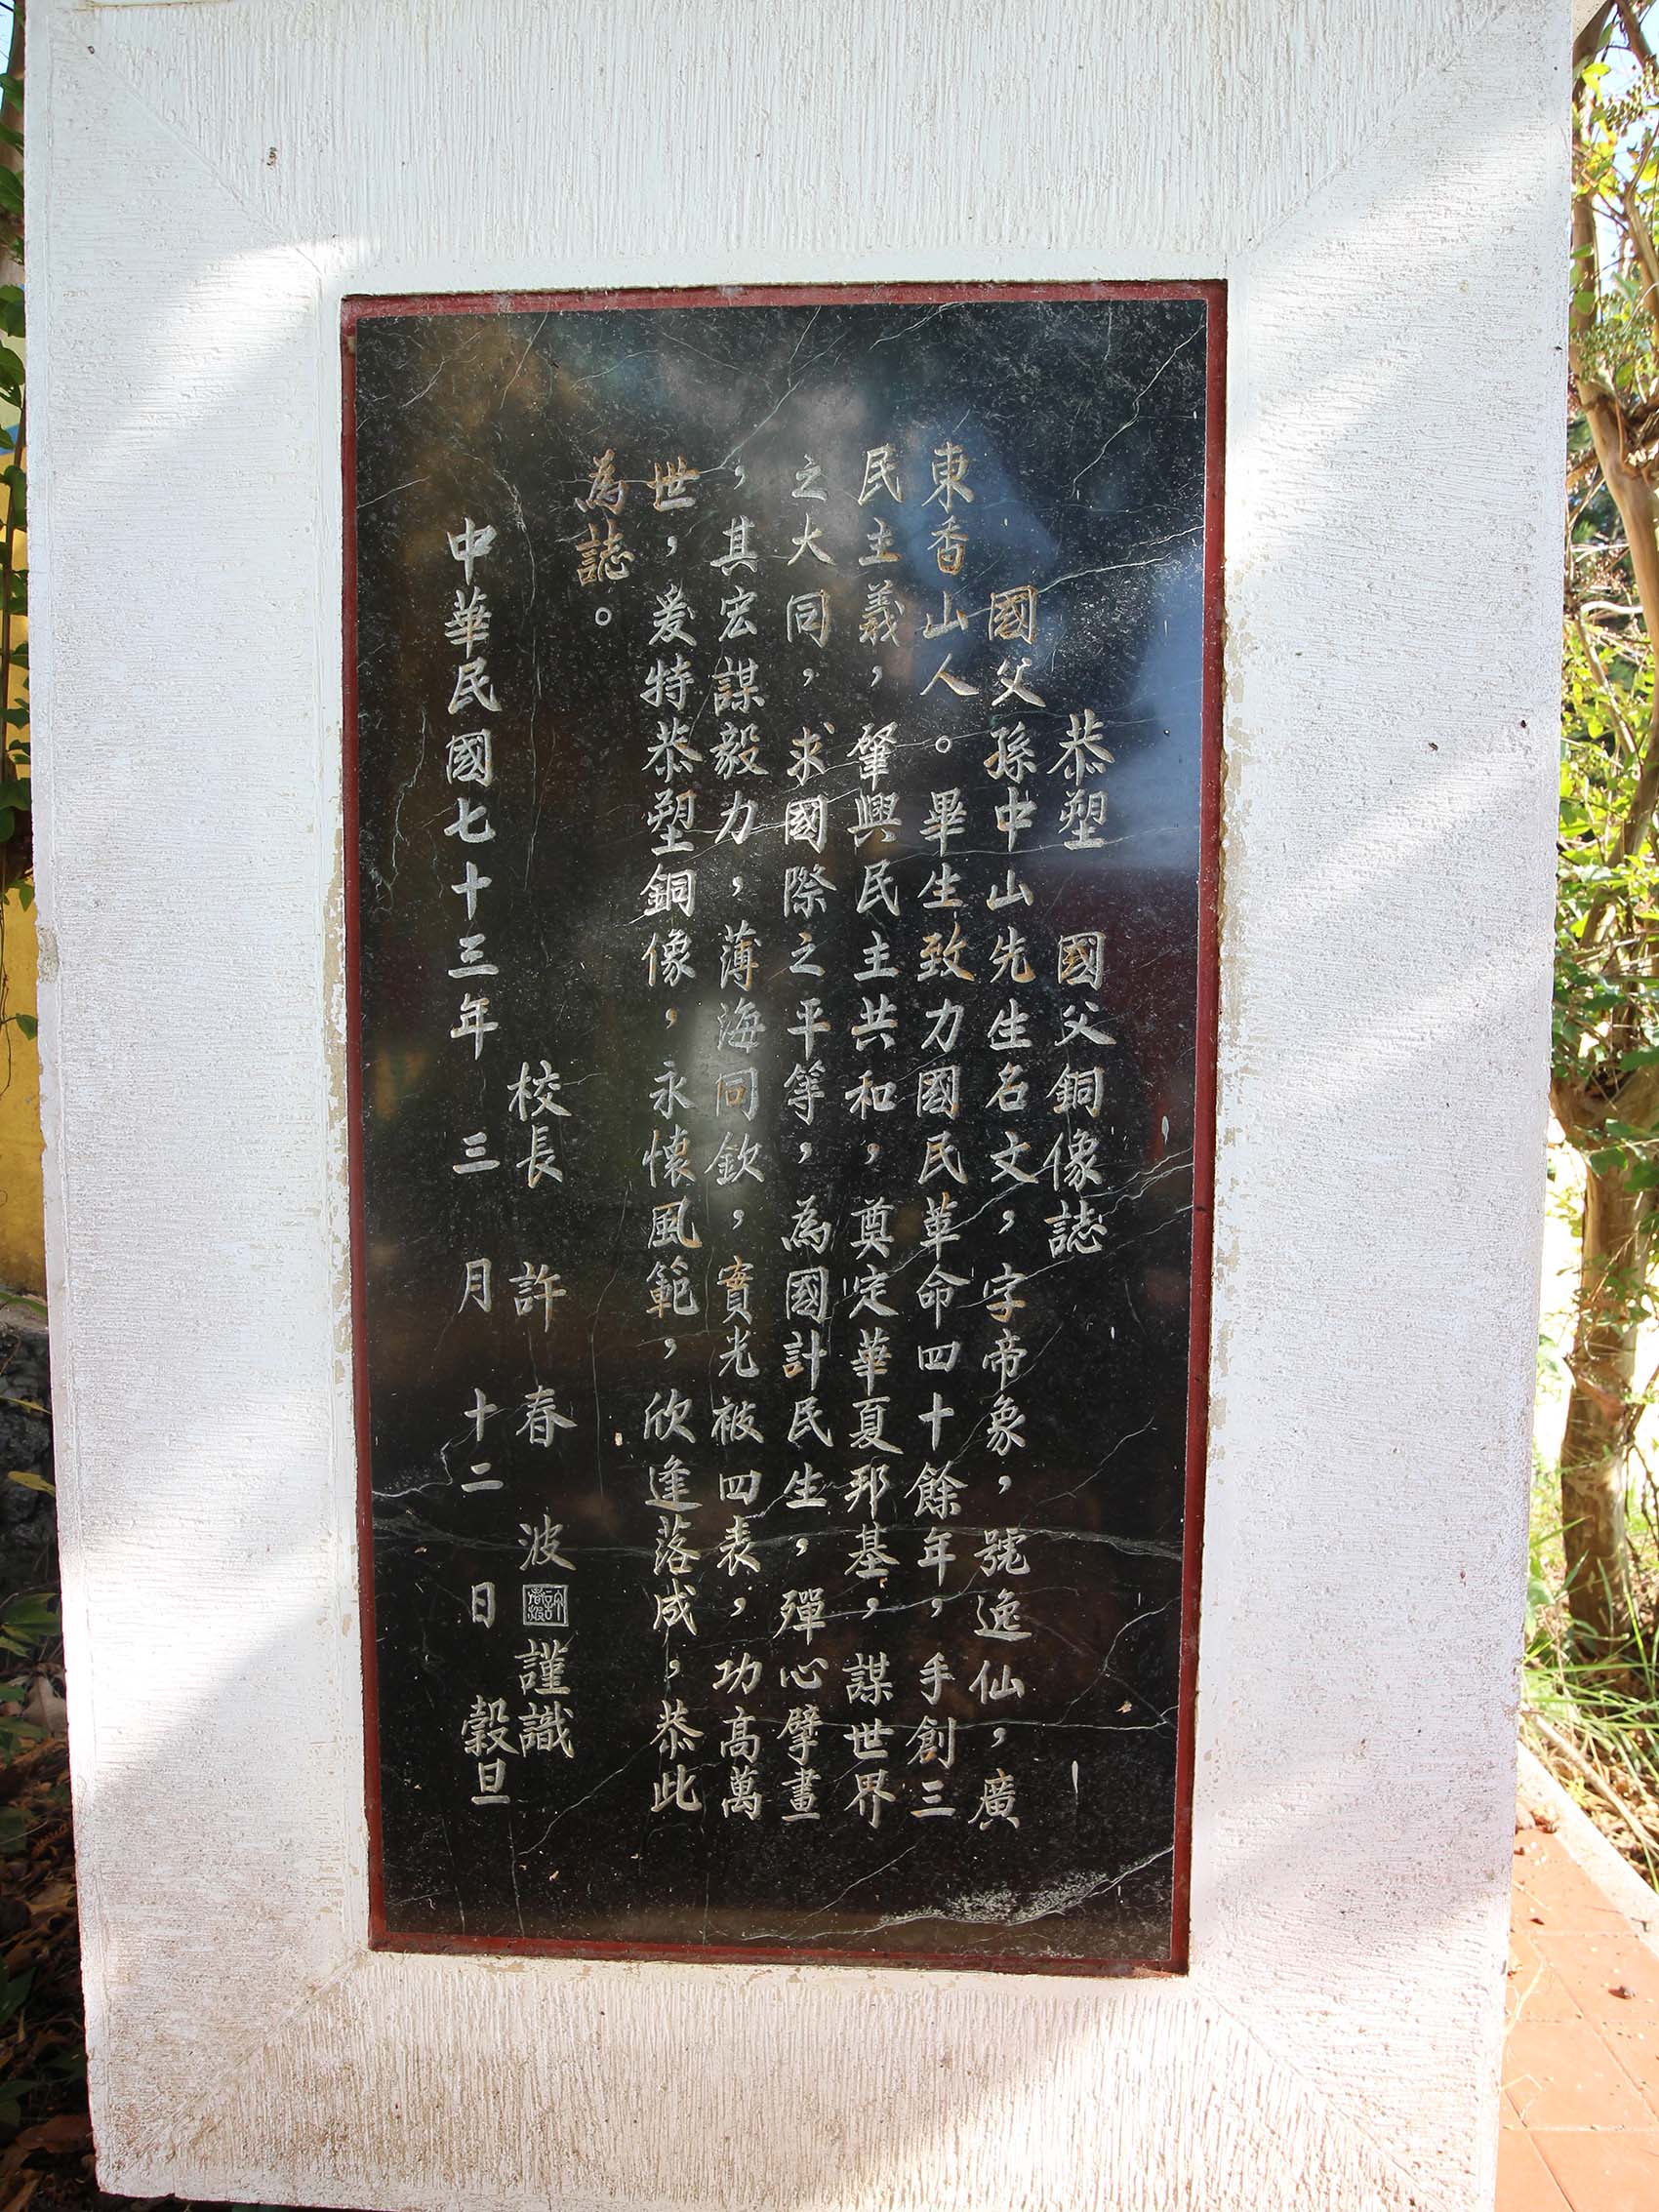 恭塑　國父銅像誌
國父孫中山先生名文，字帝象，號逸仙，廣
東香山人。畢生致力國民革命四十餘年，手創三
民主義，肇興民主共和，奠定華夏邦基，謀世界
之大同，求國際之平等，為國計民生，殫心擘畫
，其宏謀毅力，薄海同欽，實光被四表，功高萬
世，爰特恭塑銅像，永懷風範，欣逢落成，恭此
為誌。
校長　許　春　波　謹識
中華民國七十三年　三　月　十二　日　穀旦